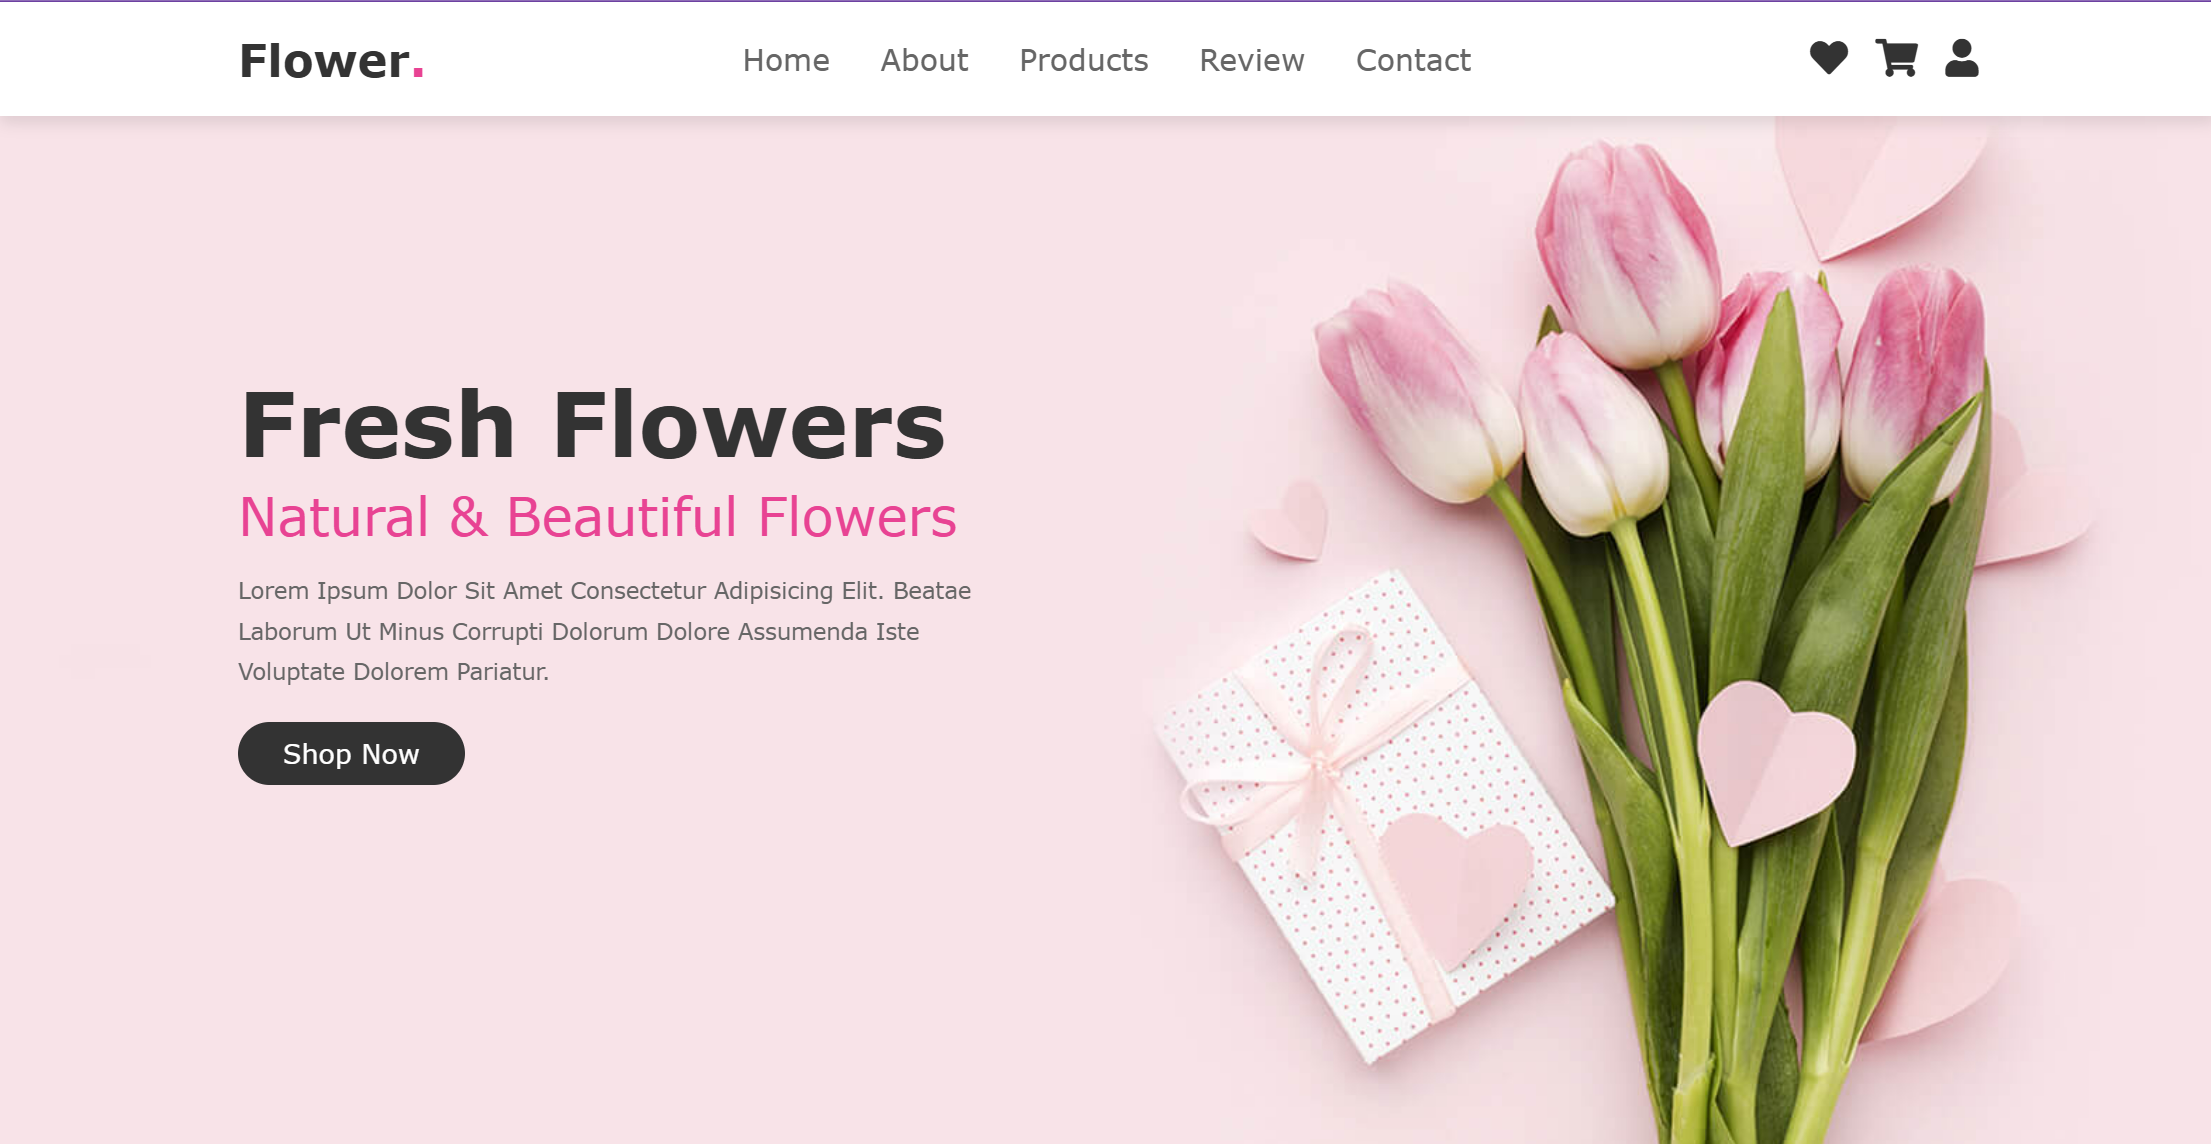 Flower.
Home About Products Review Contact
Fresh Flowers
Natural & Beautiful Flowers
Lorem Ipsum Dolor Sit Amet Consectetur Adipisicing Elit. Beatae
Laborum Ut Minus Corrupti Dolorum Dolore Assumenda Iste
Voluptate Dolorem Pariatur.
Shop Now